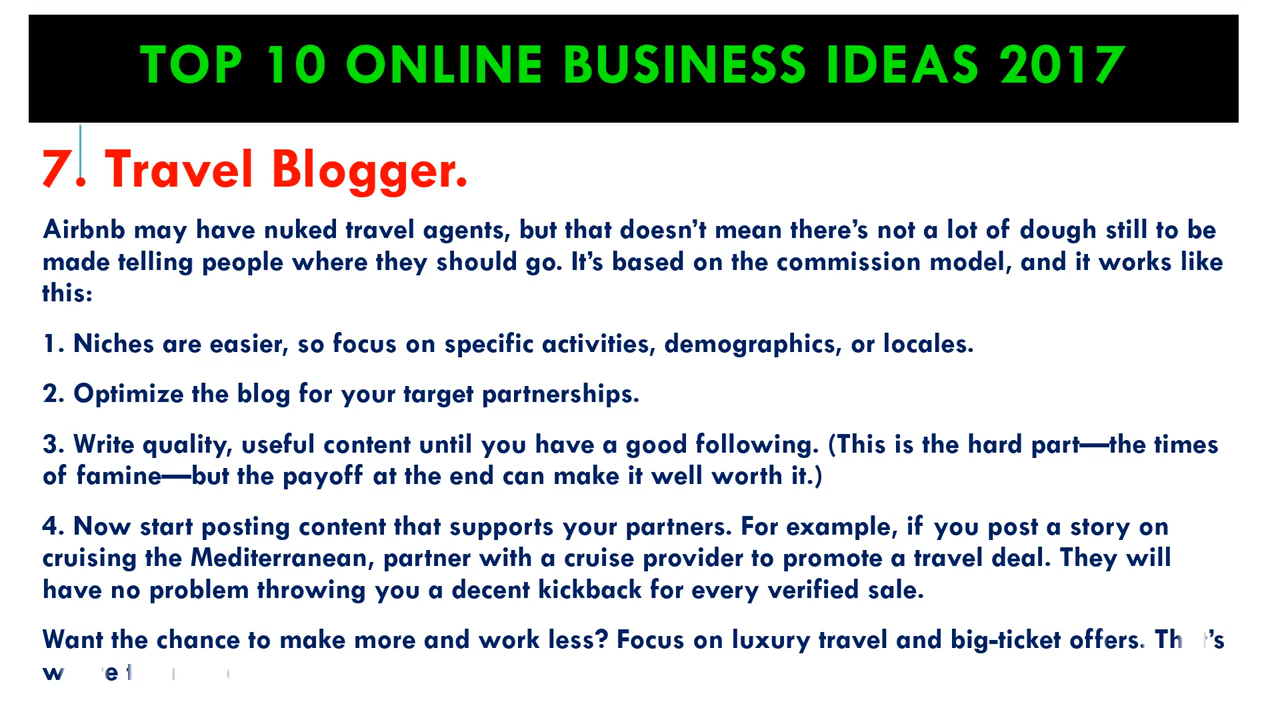 TOP 10 ONLINE BUSINESS IDEAS 2017
7. Travel Blogger.
Airbnb may have nuked travel agents, but that doesn’t mean there’s not a lot of dough still to be
made telling people where they should go. It’s based on the commission model, and it works like
this:
1. Niches are easier, so focus on specific activities, demographics, or locales.
2. Optimize the blog for your target partnerships.
3. Write quality, useful content until you have a good following. (This is the hard part—the times
of famine—but the payoff at the end can make it well worth it.)
4. Now start posting content that supports your partners. For example, if you post a story on
cruising the Mediterranean, partner with a cruise provider to promote a travel deal. They will
have no problem throwing you a decent kickback for every verified sale.
Want the chance to make more and work less? Focus on luxury travel and big-ticket offers.